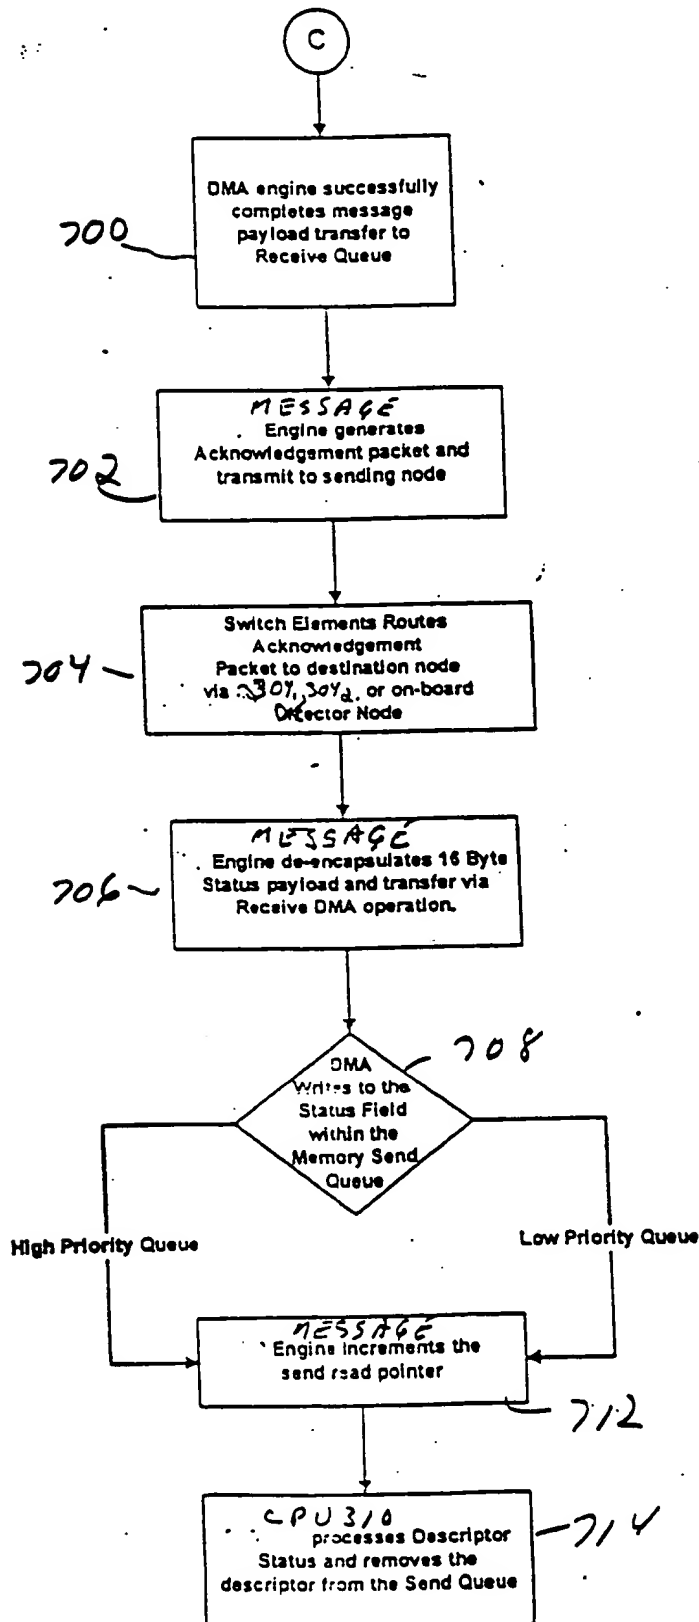 C
DMA engine successfully
completes message
payload transfer to
Receive Queue
700
MESSAGE
Engine generates
Acknowledgement packet and
transmit to sending node
702
Switch Elements Routes
Acknowledgement
Packet to destination node
via 304₁, 304₂, or on-board
Director Node
704
MESSAGE
Engine de-encapsulates 16 Byte
Status payload and transfer via
Receive DMA operation.
706
DMA
Writes to the
Status Field
within the
Memory Send
Queue
708
High Priority Queue
Low Priority Queue
MESSAGE
Engine increments the
send read pointer
712
CPU 310
processes Descriptor
Status and removes the
descriptor from the Send Queue
714